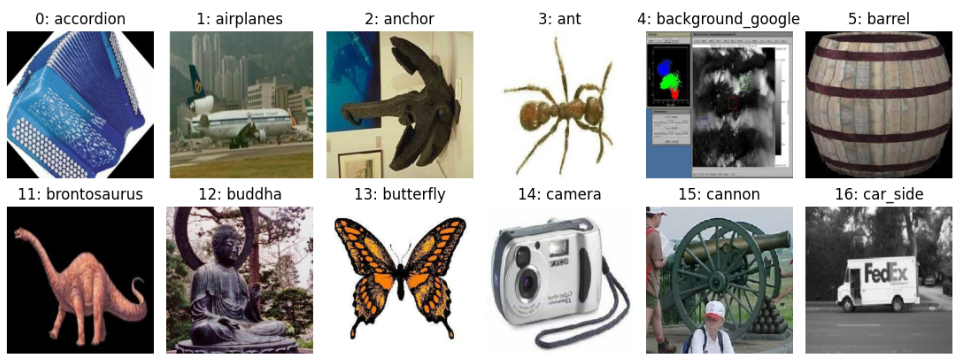 0: accordion
1: airplanes
2: anchor
3: ant
4: background_google
5: barrel
11: brontosaurus
12: buddha
13: butterfly
14: camera
15: cannon
16: car_side
FedEx